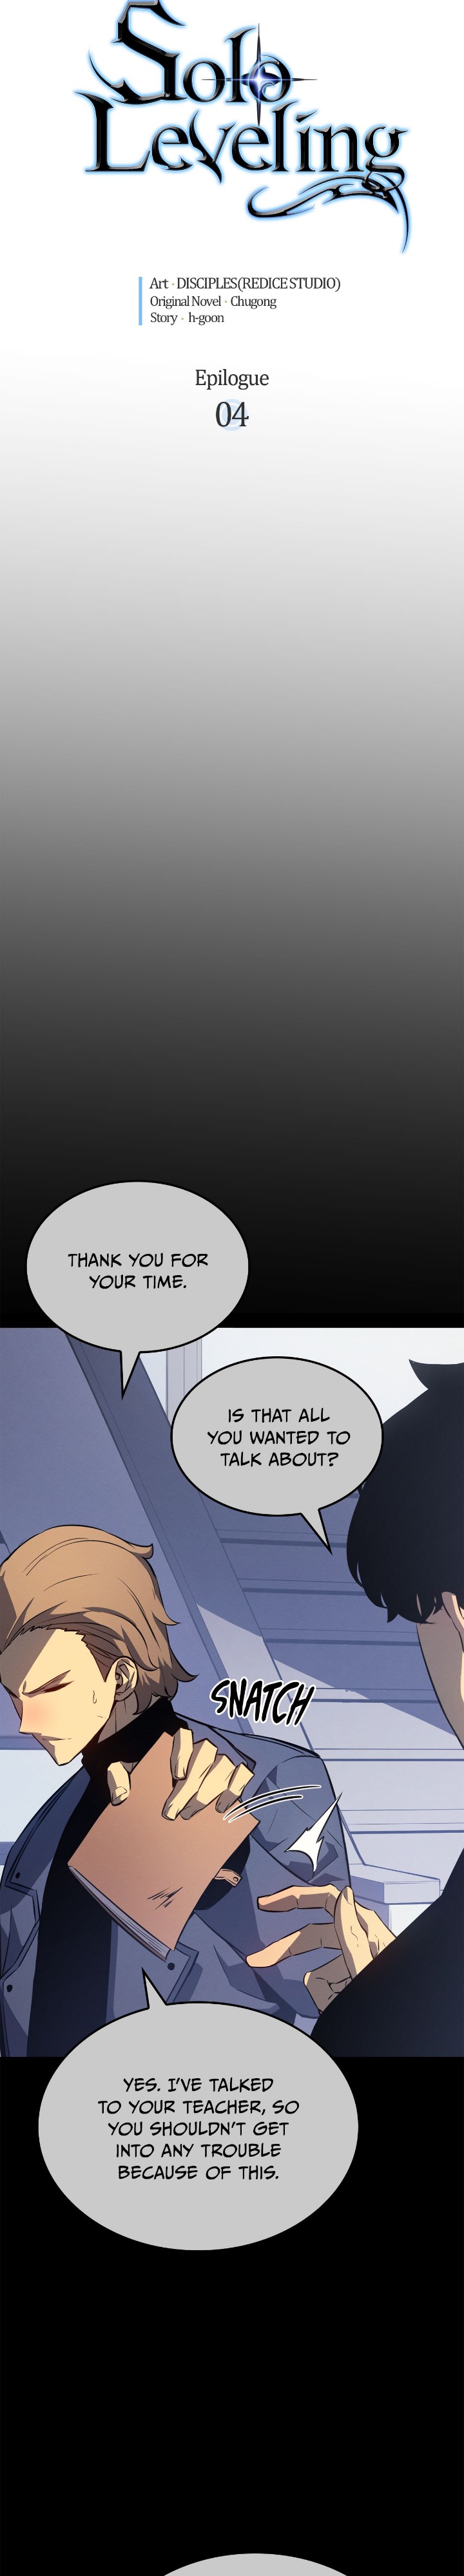 Solo
Leveling
Art · DISCIPLES(REDICE STUDIO)
Original Novel · Chugong
Story · h-goon
Epilogue
04
THANK YOU FOR
YOUR TIME.
IS THAT ALL
YOU WANTED TO
TALK ABOUT?
SNATCH
YES. I'VE TALKED
TO YOUR TEACHER, SO
YOU SHOULDN'T GET
INTO ANY TROUBLE
BECAUSE OF THIS.